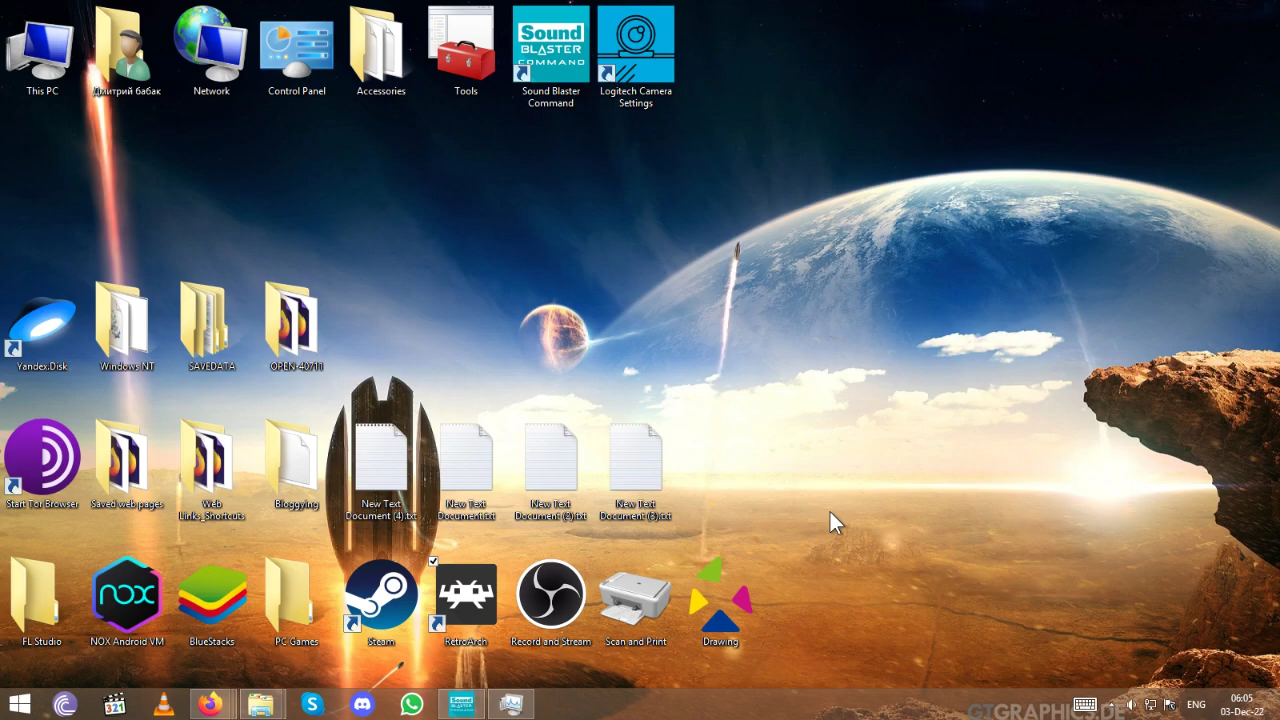 Sound
BLASTER
COMMAND
This PC
Дмитрий бабак
Network
Control Panel
Accessories
Tools
Sound Blaster
Command
Logitech Camera
Settings
Yandex.Disk
Windows NT
SAVEDATA
OPEN-40711
Start Tor Browser
Saved web pages
Web
Links_Shortcuts
Bloggying
New Text
Document (4).txt
New Text
Document.txt
New Text
Document (2).txt
New Text
Document (3).txt
nox
FL Studio
NOX Android VM
BlueStacks
PC Games
Steam
RetroArch
Record and Stream
Scan and Print
Drawing
321
Sound
BLASTER
ENG
06:05
03-Dec-22
GTGRAPHICS.DE